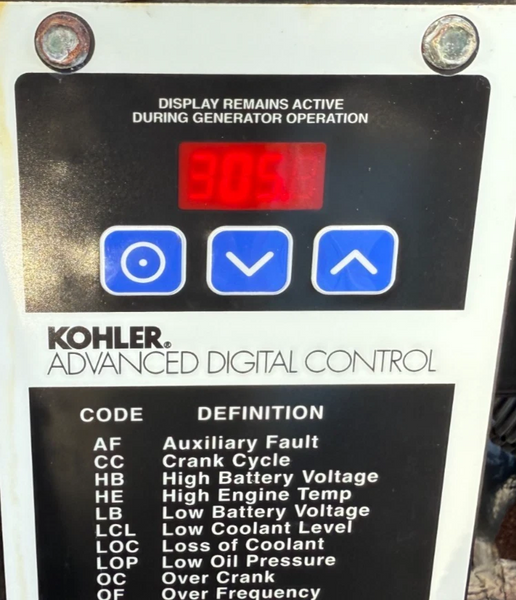 DISPLAY REMAINS ACTIVE
DURING GENERATOR OPERATION
305.
KOHLER®
ADVANCED DIGITAL CONTROL
CODE DEFINITION
AF Auxiliary Fault
CC Crank Cycle
HB High Battery Voltage
HE High Engine Temp
LB Low Battery Voltage
LCL Low Coolant Level
LOC Loss of Coolant
LOP Low Oil Pressure
OC Over Crank
OF Over Frequency